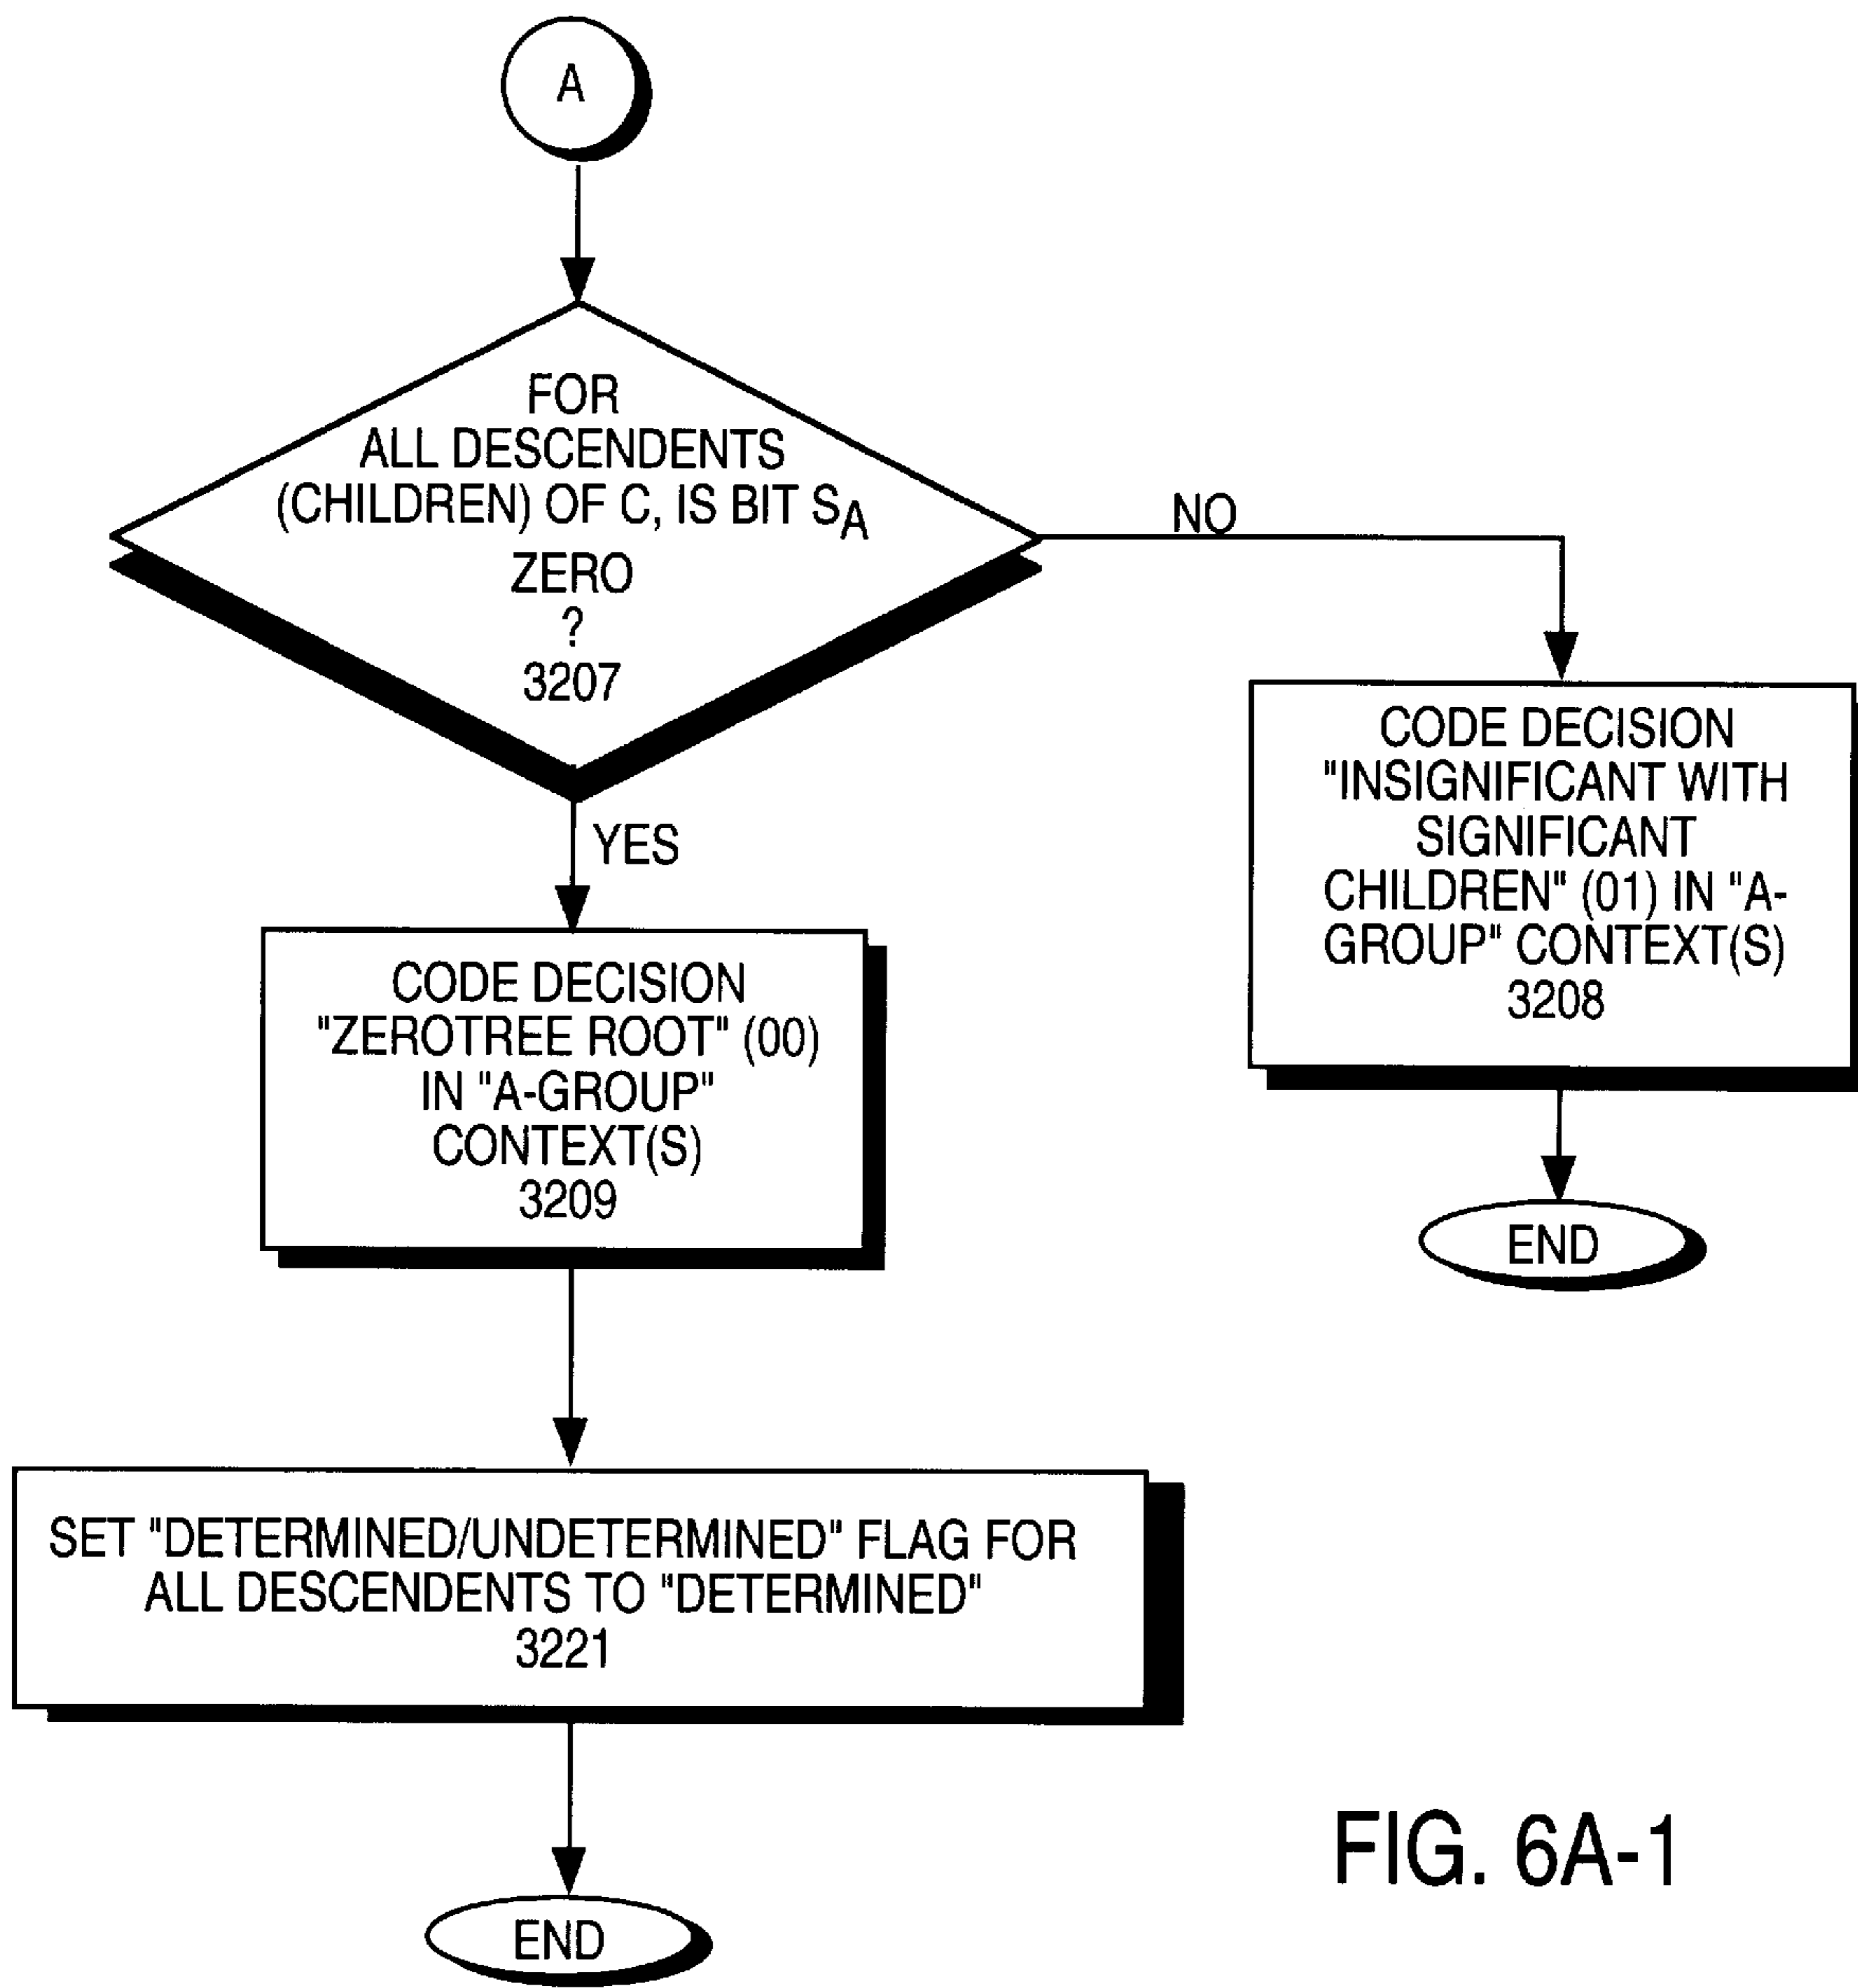 A
FOR
ALL DESCENDENTS
(CHILDREN) OF C, IS BIT SA
ZERO
?
3207
NO
YES
CODE DECISION
"INSIGNIFICANT WITH
SIGNIFICANT
CHILDREN" (01) IN "A-
GROUP" CONTEXT(S)
3208
END
CODE DECISION
"ZEROTREE ROOT" (00)
IN "A-GROUP"
CONTEXT(S)
3209
SET "DETERMINED/UNDETERMINED" FLAG FOR
ALL DESCENDENTS TO "DETERMINED"
3221
END
FIG. 6A-1